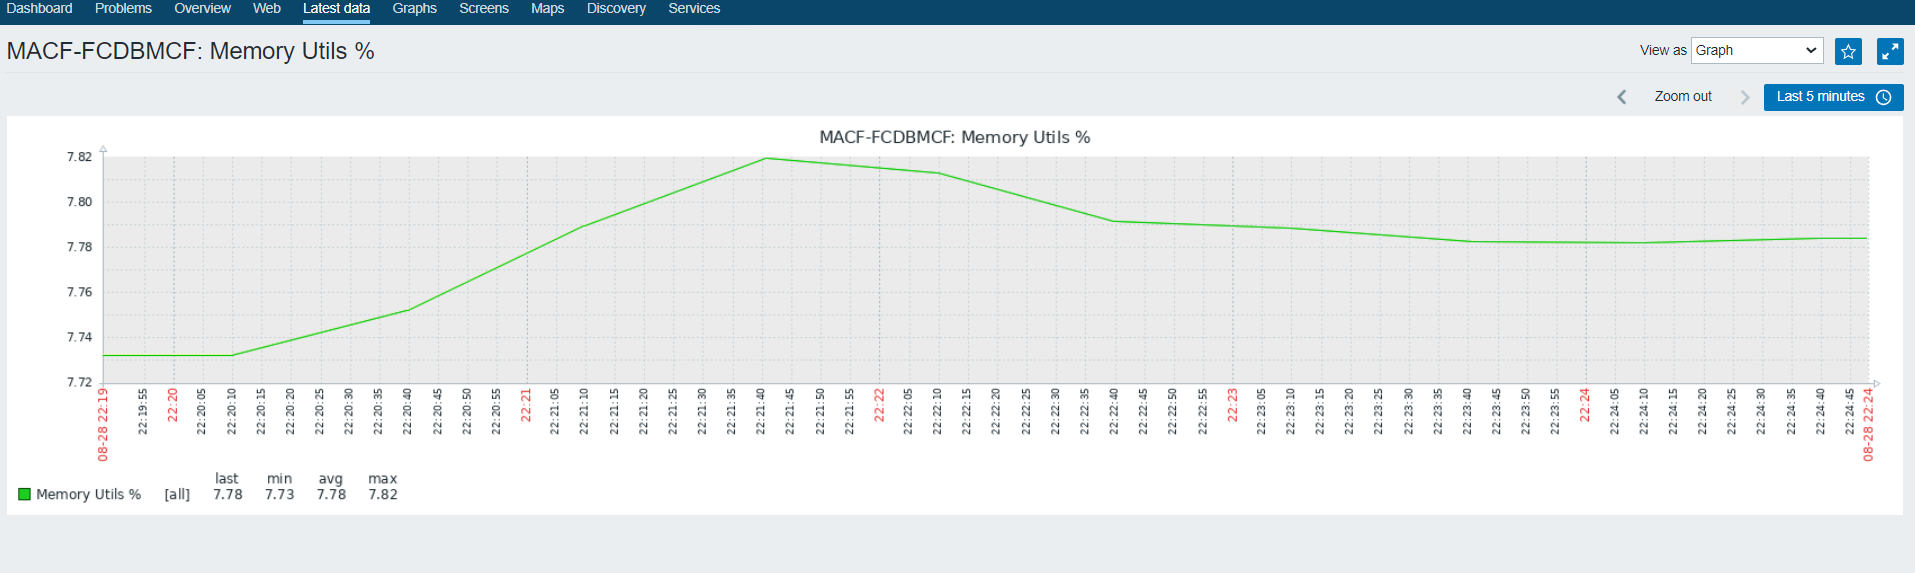 Dashboard Problems Overview Web Latest data Graphs Screens Maps Discovery Services
MACF-FCDBMCF: Memory Utils %
View as Graph
Zoom out
Last 5 minutes
MACF-FCDBMCF: Memory Utils %
7.82
7.80
7.78
7.76
7.74
7.72
08-28 22:19 22:19:55 22:20 22:20:05 22:20:10 22:20:15 22:20:20 22:20:25 22:20:30 22:20:35 22:20:40 22:20:45 22:20:50 22:20:55 22:21 22:21:05 22:21:10 22:21:15 22:21:20 22:21:25 22:21:30 22:21:35 22:21:40 22:21:45 22:21:50 22:21:55 22:22 22:22:05 22:22:10 22:22:15 22:22:20 22:22:25 22:22:30 22:22:35 22:22:40 22:22:45 22:22:50 22:22:55 22:23 22:23:05 22:23:10 22:23:15 22:23:20 22:23:25 22:23:30 22:23:35 22:23:40 22:23:45 22:23:50 22:23:55 22:24 22:24:05 22:24:10 22:24:15 22:24:20 22:24:25 22:24:30 22:24:35 22:24:40 22:24:45 08-28 22:24
last min avg max
Memory Utils % [all] 7.78 7.73 7.78 7.82